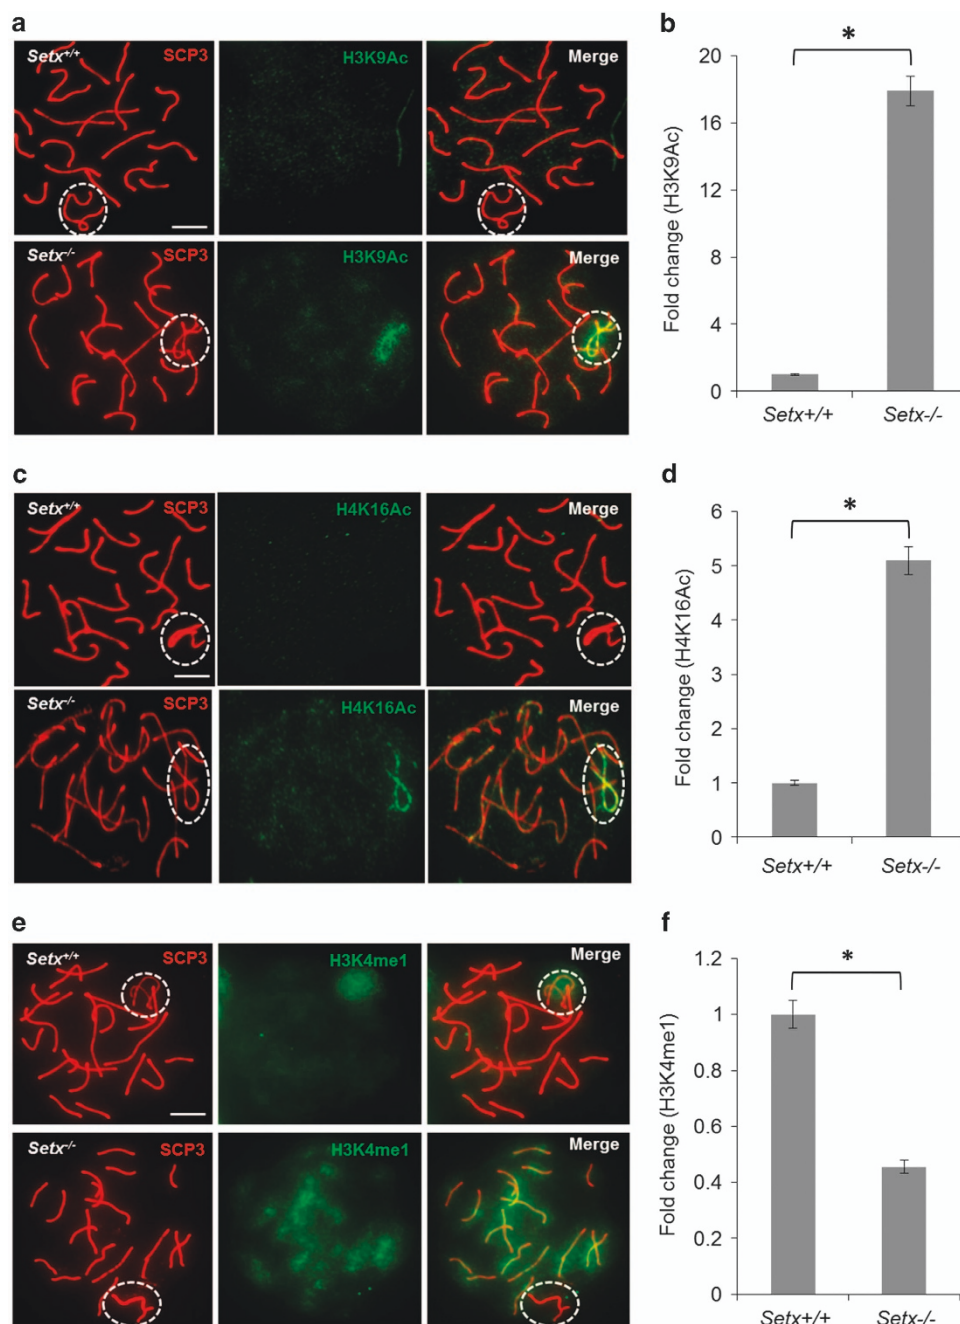 a
Setx+/+ SCP3 H3K9Ac Merge
Setx-/- SCP3 H3K9Ac Merge
b
*
Fold change (H3K9Ac)
20
16
12
8
4
0
Setx+/+ Setx-/-
c
Setx+/+ SCP3 H4K16Ac Merge
Setx-/- SCP3 H4K16Ac Merge
d
*
Fold change (H4K16Ac)
6
5
4
3
2
1
0
Setx+/+ Setx-/-
e
Setx+/+ SCP3 H3K4me1 Merge
Setx-/- SCP3 H3K4me1 Merge
f
*
Fold change (H3K4me1)
1.2
1
0.8
0.6
0.4
0.2
0
Setx+/+ Setx-/-